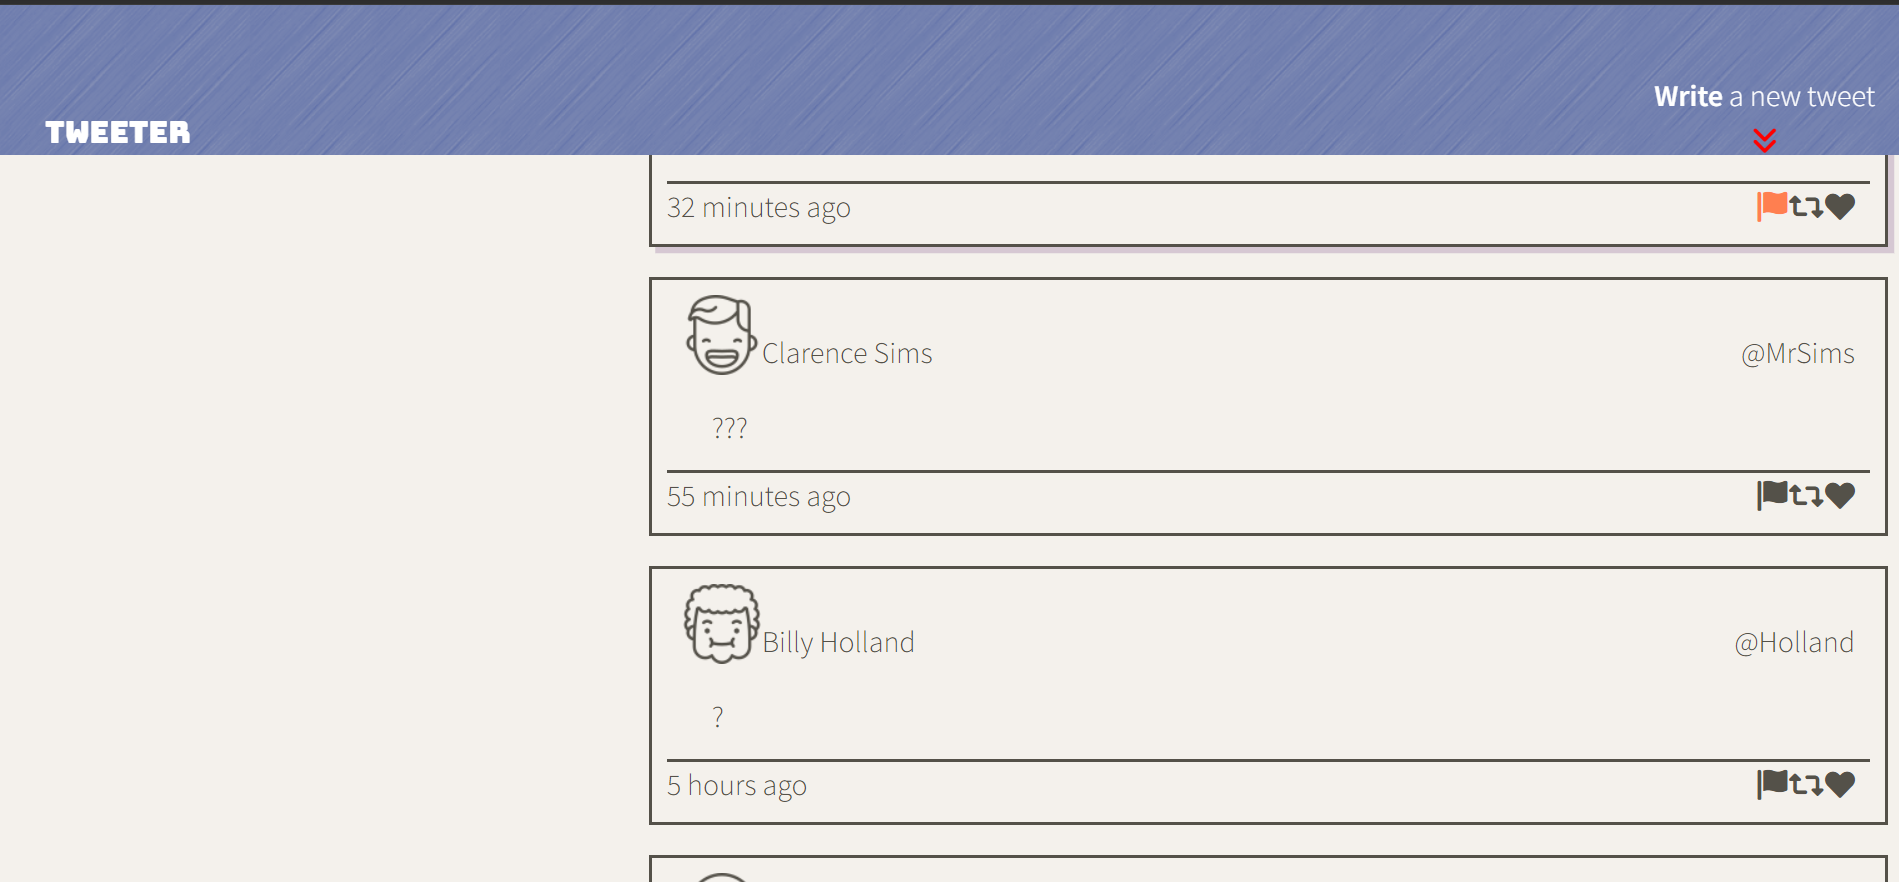 Write a new tweet
TWEETER
32 minutes ago
Clarence Sims
@MrSims
???
55 minutes ago
Billy Holland
@Holland
?
5 hours ago